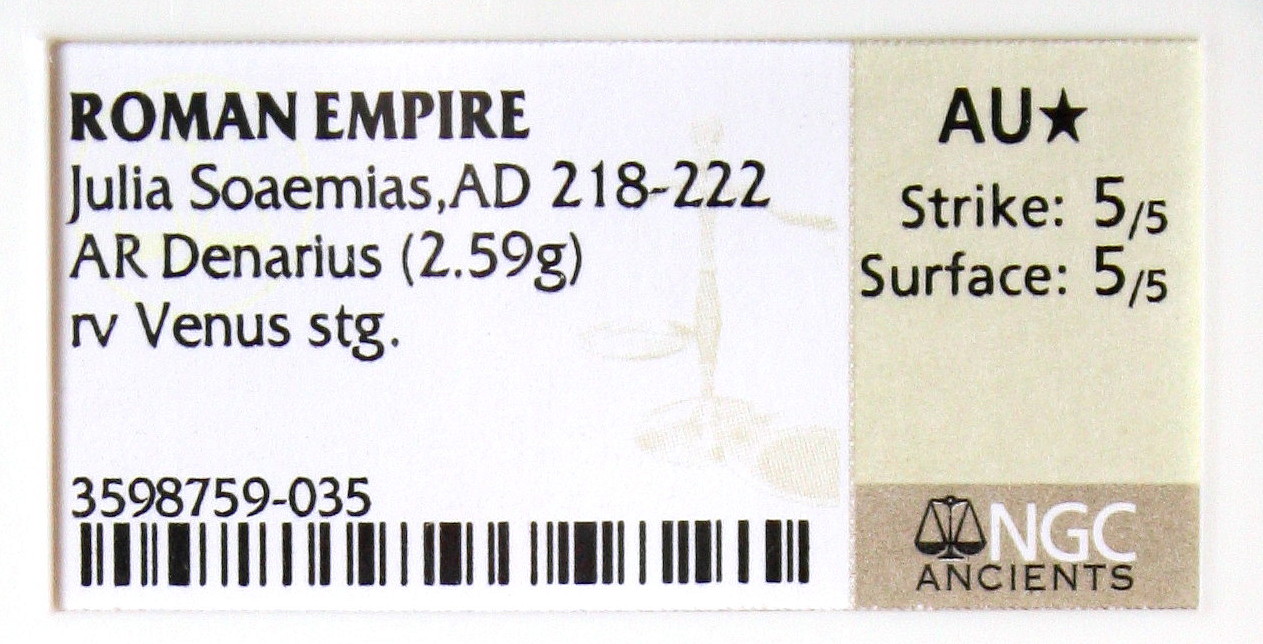 ROMAN EMPIRE
Julia Soaemias,AD 218-222
AR Denarius (2.59g)
rv Venus stg.
3598759-035
AU★
Strike: 5/5
Surface: 5/5
NGC
ANCIENTS